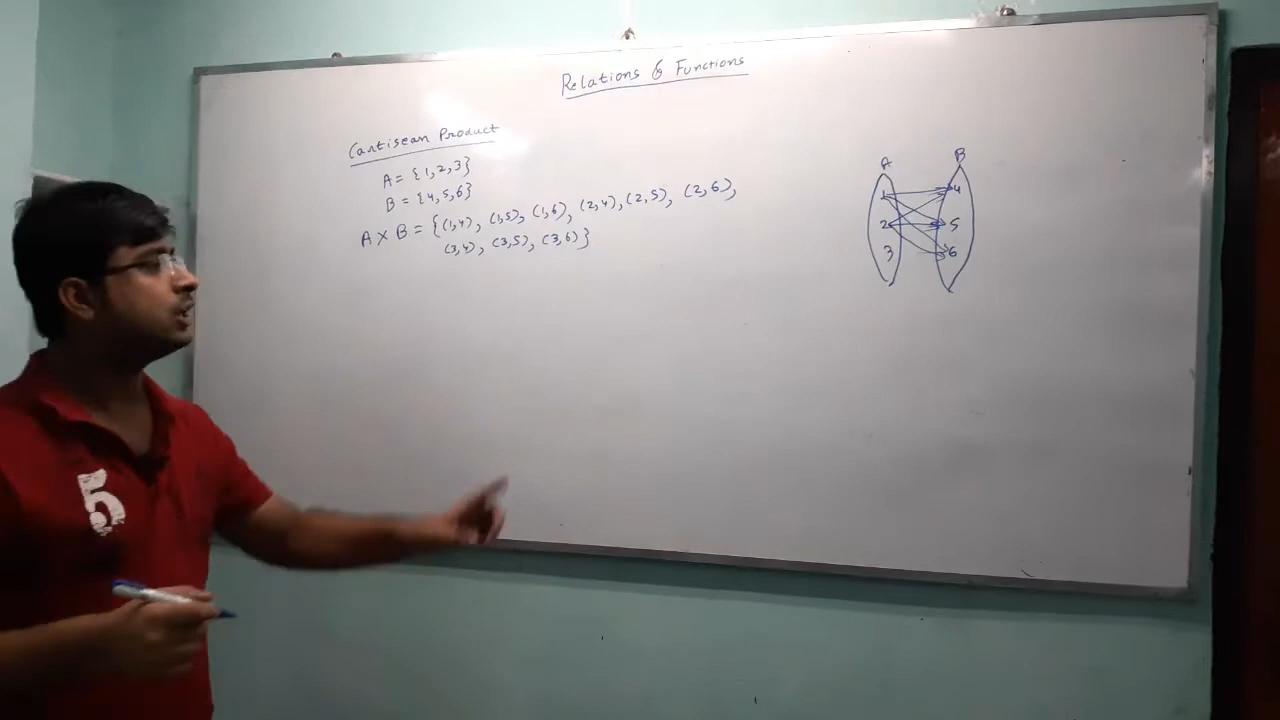 Relations & Functions
Cartisean Product
A = {1,2,3}
B = {4,5,6}
A × B = {(1,4), (1,5), (1,6), (2,4), (2,5), (2,6),
(3,4), (3,5), (3,6)}
A B
1 4
2 5
3 6
5